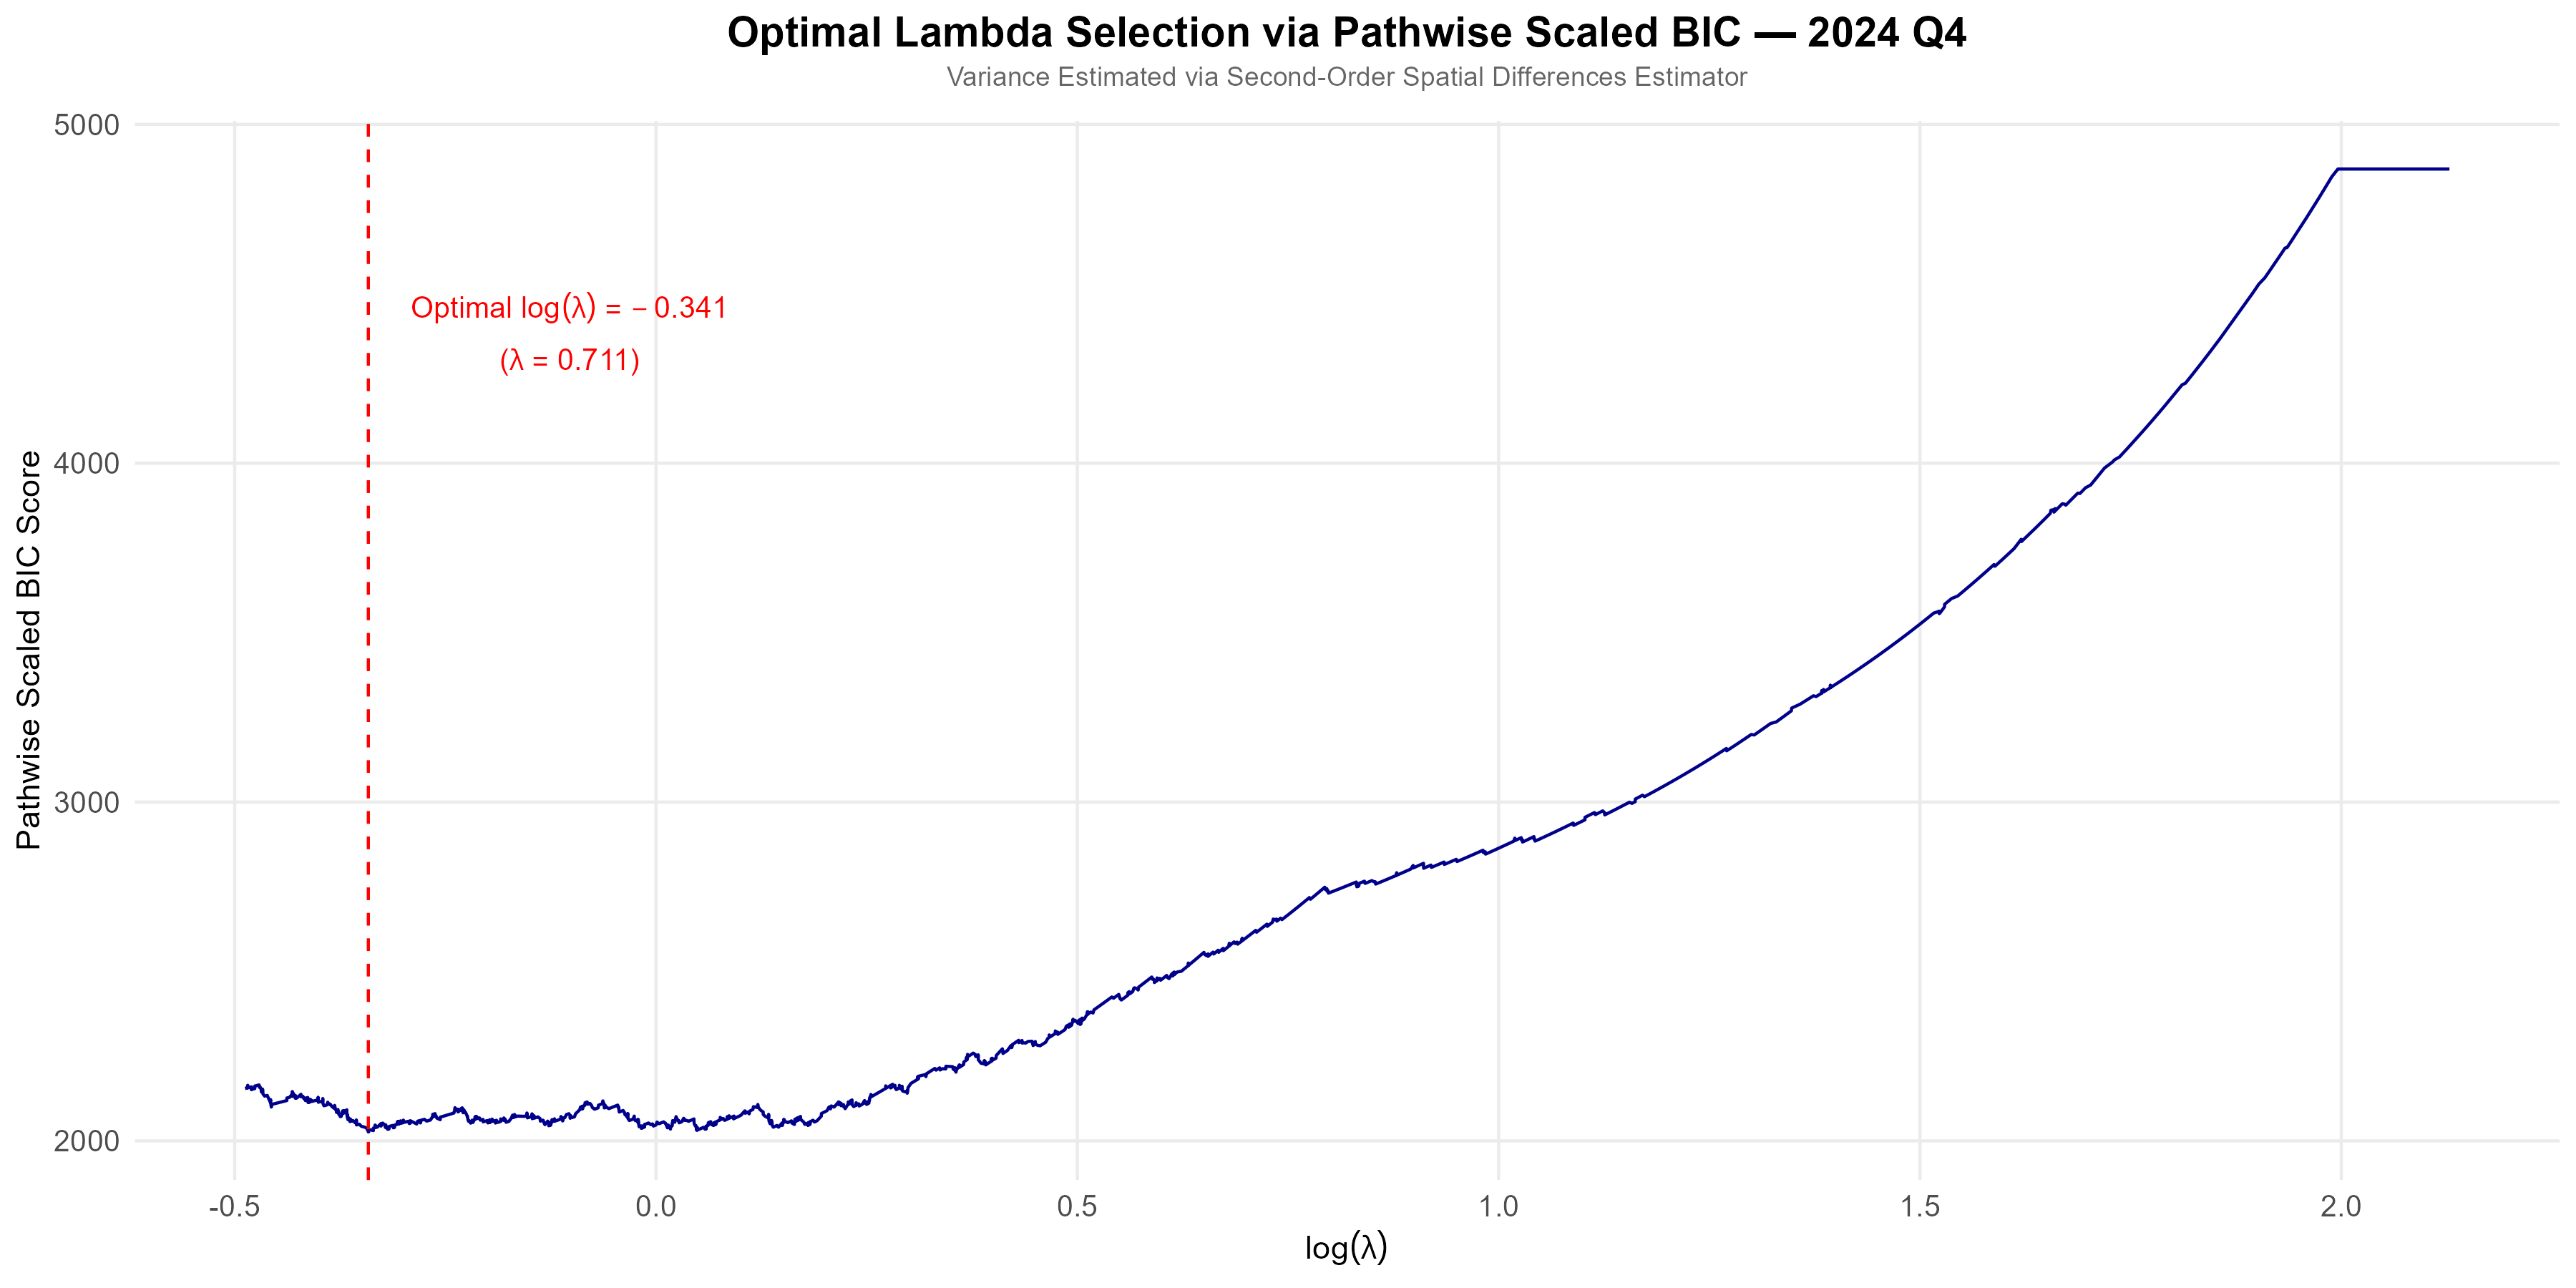 Optimal Lambda Selection via Pathwise Scaled BIC — 2024 Q4
Variance Estimated via Second-Order Spatial Differences Estimator
Pathwise Scaled BIC Score
5000
4000
3000
2000
Optimal log(λ) = − 0.341
(λ = 0.711)
-0.5
0.0
0.5
1.0
1.5
2.0
log(λ)